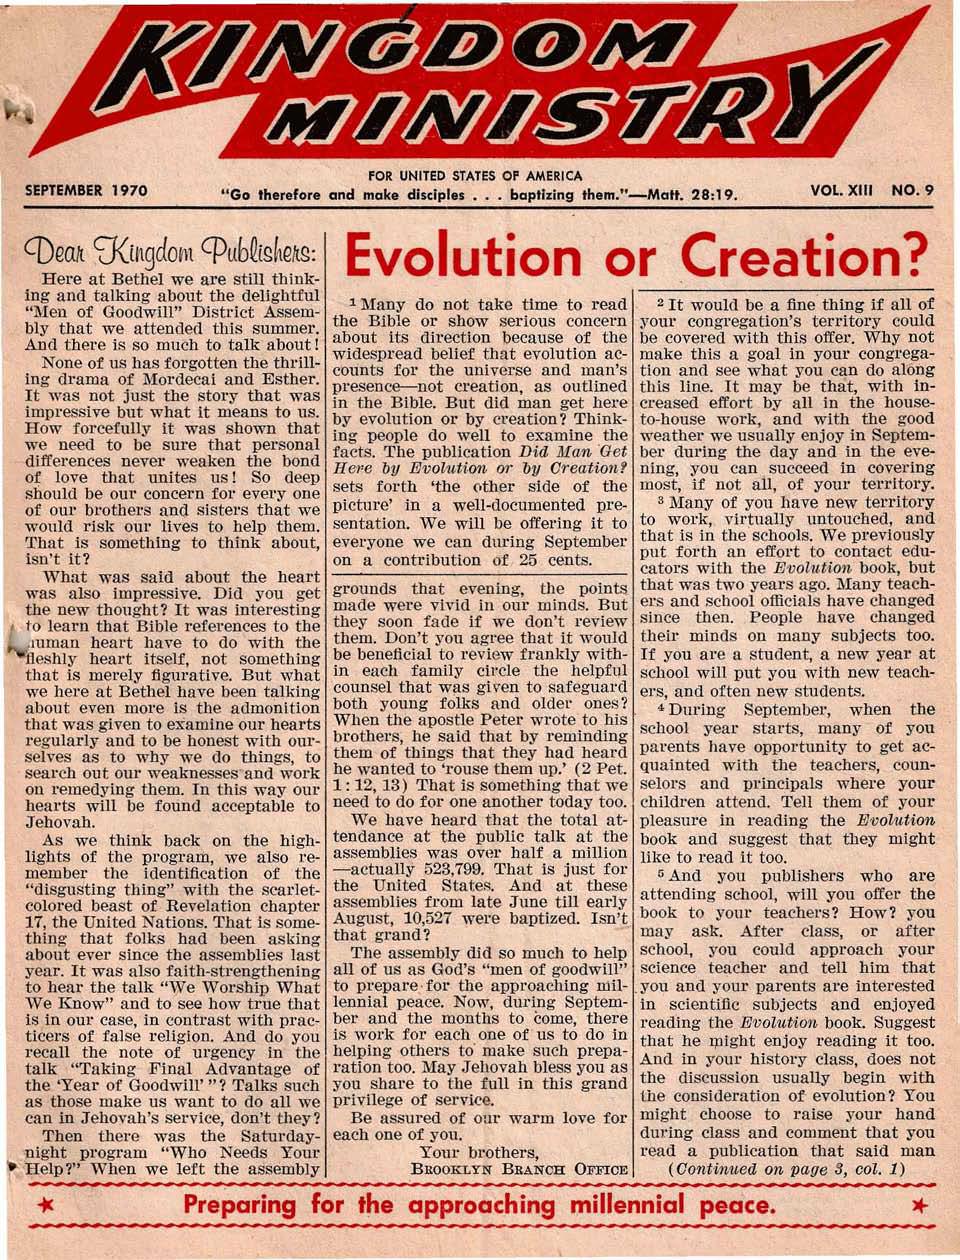 KINGDOM
MINISTRY
FOR UNITED STATES OF AMERICA
SEPTEMBER 1970
"Go therefore and make disciples . . . baptizing them."—Matt. 28:19.
VOL. XIII NO. 9
Dear Kingdom Publishers:
Here at Bethel we are still think-
ing and talking about the delightful
"Men of Goodwill" District Assem-
bly that we attended this summer.
And there is so much to talk about!
None of us has forgotten the thrill-
ing drama of Mordecai and Esther.
It was not just the story that was
impressive but what it means to us.
How forcefully it was shown that
we need to be sure that personal
differences never weaken the bond
of love that unites us! So deep
should be our concern for every one
of our brothers and sisters that we
would risk our lives to help them.
That is something to think about,
isn't it?
What was said about the heart
was also impressive. Did you get
the new thought? It was interesting
to learn that Bible references to the
human heart have to do with the
fleshly heart itself, not something
that is merely figurative. But what
we here at Bethel have been talking
about even more is the admonition
that was given to examine our hearts
regularly and to be honest with our-
selves as to why we do things, to
search out our weaknesses and work
on remedying them. In this way our
hearts will be found acceptable to
Jehovah.
As we think back on the high-
lights of the program, we also re-
member the identification of the
"disgusting thing" with the scarlet-
colored beast of Revelation chapter
17, the United Nations. That is some-
thing that folks had been asking
about ever since the assemblies last
year. It was also faith-strengthening
to hear the talk "We Worship What
We Know" and to see how true that
is in our case, in contrast with prac-
ticers of false religion. And do you
recall the note of urgency in the
talk "Taking Final Advantage of
the 'Year of Goodwill' "? Talks such
as those make us want to do all we
can in Jehovah's service, don't they?
Then there was the Saturday-
night program "Who Needs Your
Help?" When we left the assembly
grounds that evening, the points
made were vivid in our minds. But
they soon fade if we don't review
them. Don't you agree that it would
be beneficial to review frankly with-
in each family circle the helpful
counsel that was given to safeguard
both young folks and older ones?
When the apostle Peter wrote to his
brothers, he said that by reminding
them of things that they had heard
he wanted to 'rouse them up.' (2 Pet.
1:12, 13) That is something that we
need to do for one another today too.
We have heard that the total at-
tendance at the public talk at the
assemblies was over half a million
—actually 523,799. That is just for
the United States. And at these
assemblies from late June till early
August, 10,527 were baptized. Isn't
that grand?
The assembly did so much to help
all of us as God's "men of goodwill"
to prepare for the approaching mil-
lennial peace. Now, during Septem-
ber and the months to come, there
is work for each one of us to do in
helping others to make such prepa-
ration too. May Jehovah bless you as
you share to the full in this grand
privilege of service.
Be assured of our warm love for
each one of you.
Your brothers,
BROOKLYN BRANCH OFFICE
Evolution or Creation?
1 Many do not take time to read
the Bible or show serious concern
about its direction because of the
widespread belief that evolution ac-
counts for the universe and man's
presence—not creation, as outlined
in the Bible. But did man get here
by evolution or by creation? Think-
ing people do well to examine the
facts. The publication Did Man Get
Here by Evolution or by Creation?
sets forth 'the other side of the
picture' in a well-documented pre-
sentation. We will be offering it to
everyone we can during September
on a contribution of 25 cents.
2 It would be a fine thing if all of
your congregation's territory could
be covered with this offer. Why not
make this a goal in your congrega-
tion and see what you can do along
this line. It may be that, with in-
creased effort by all in the house-
to-house work, and with the good
weather we usually enjoy in Septem-
ber during the day and in the eve-
ning, you can succeed in covering
most, if not all, of your territory.
3 Many of you have new territory
to work, virtually untouched, and
that is in the schools. We previously
put forth an effort to contact edu-
cators with the Evolution book, but
that was two years ago. Many teach-
ers and school officials have changed
since then. People have changed
their minds on many subjects too.
If you are a student, a new year at
school will put you with new teach-
ers, and often new students.
4 During September, when the
school year starts, many of you
parents have opportunity to get ac-
quainted with the teachers, coun-
selors and principals where your
children attend. Tell them of your
pleasure in reading the Evolution
book and suggest that they might
like to read it too.
5 And you publishers who are
attending school, will you offer the
book to your teachers? How? you
may ask. After class, or after
school, you could approach your
science teacher and tell him that
you and your parents are interested
in scientific subjects and enjoyed
reading the Evolution book. Suggest
that he might enjoy reading it too.
And in your history class, does not
the discussion usually begin with
the consideration of evolution? You
might choose to raise your hand
during class and comment that you
read a publication that said man
(Continued on page 3, col. 1)
* Preparing for the approaching millennial peace. *